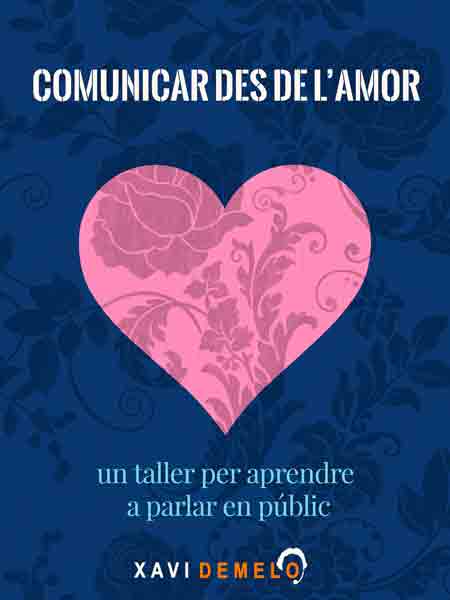 COMUNICAR DES DE L'AMOR
un taller per aprendre
a parlar en públic
XAVI DEMELO